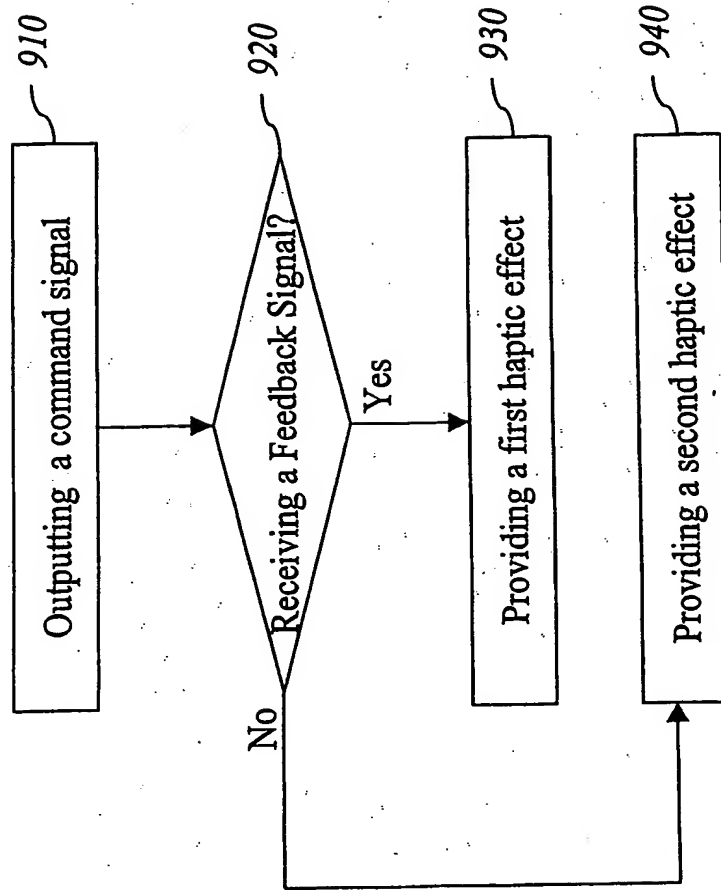 910
Outputting a command signal
920
Receiving a Feedback Signal?
No
Yes
930
Providing a first haptic effect
940
Providing a second haptic effect